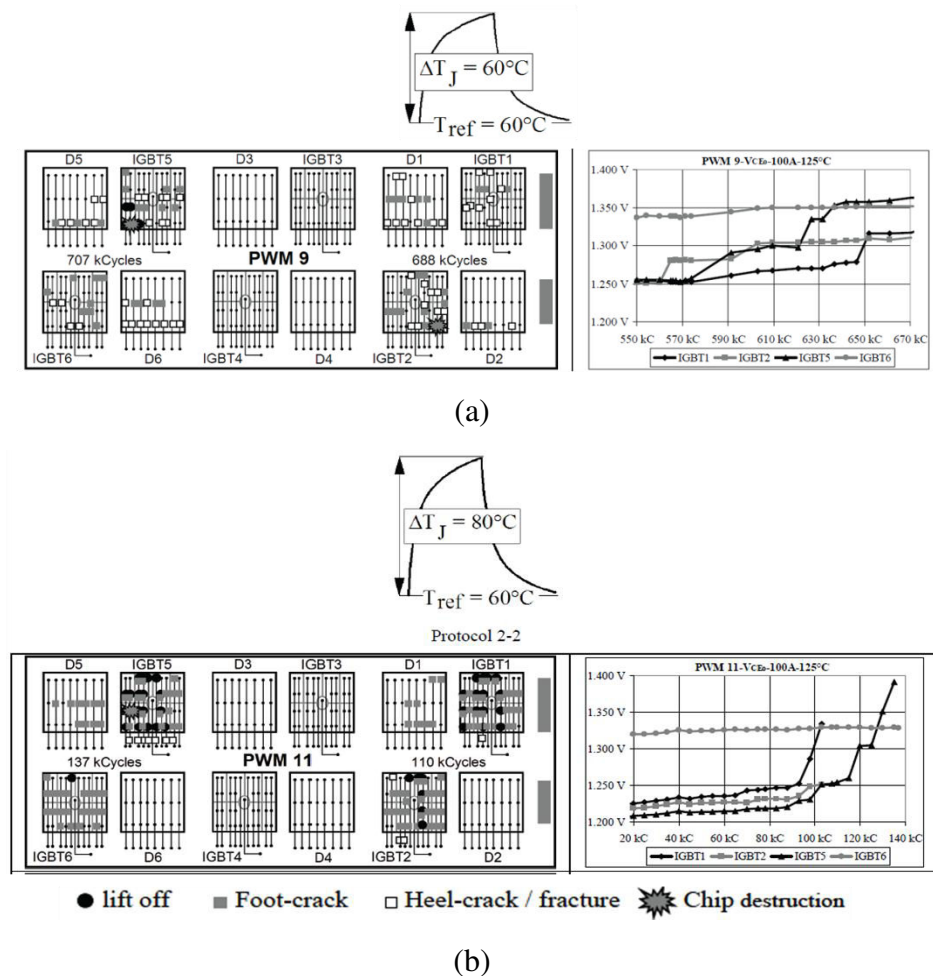 ΔT_J = 60°C
T_ref = 60°C
D5 IGBT5 D3 IGBT3 D1 IGBT1
707 kCycles PWM 9 688 kCycles
IGBT6 D6 IGBT4 D4 IGBT2 D2
PWM 9-VCE0-100A-125°C
1.400 V
1.350 V
1.300 V
1.250 V
1.200 V
550 kC 570 kC 590 kC 610 kC 630 kC 650 kC 670 kC
IGBT1 IGBT2 IGBT5 IGBT6
(a)
ΔT_J = 80°C
T_ref = 60°C
Protocol 2-2
D5 IGBT5 D3 IGBT3 D1 IGBT1
137 kCycles PWM 11 110 kCycles
IGBT6 D6 IGBT4 D4 IGBT2 D2
PWM 11-VCE0-100A-125°C
1.400 V
1.350 V
1.300 V
1.250 V
1.200 V
20 kC 40 kC 60 kC 80 kC 100 kC 120 kC 140 kC
IGBT1 IGBT2 IGBT5 IGBT6
lift off Foot-crack Heel-crack / fracture Chip destruction
(b)